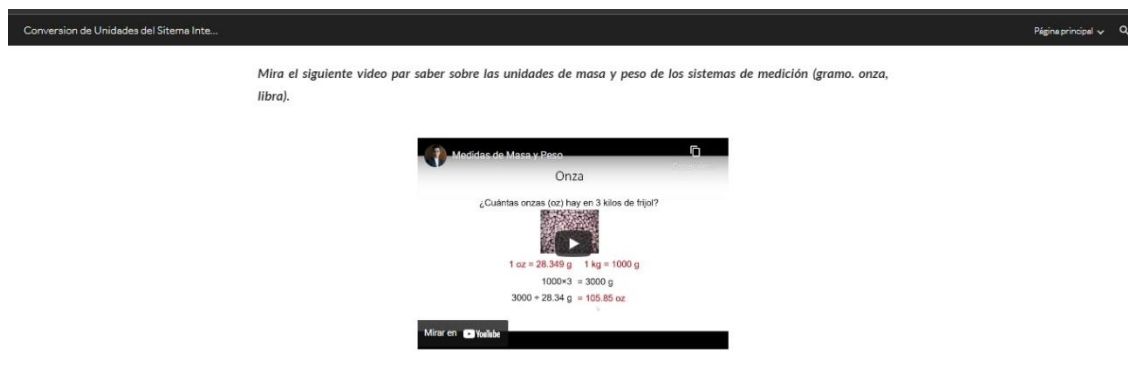 Conversion de Unidades del Sitema Inte...
Página principal
Mira el siguiente video par saber sobre las unidades de masa y peso de los sistemas de medición (gramo. onza,
libra).
Medidas de Masa y Peso
Onza
¿Cuántas onzas (oz) hay en 3 kilos de frijol?
1 oz = 28.349 g 1 kg = 1000 g
1000×3 = 3000 g
3000 ÷ 28.34 g = 105.85 oz
Mirar en YouTube